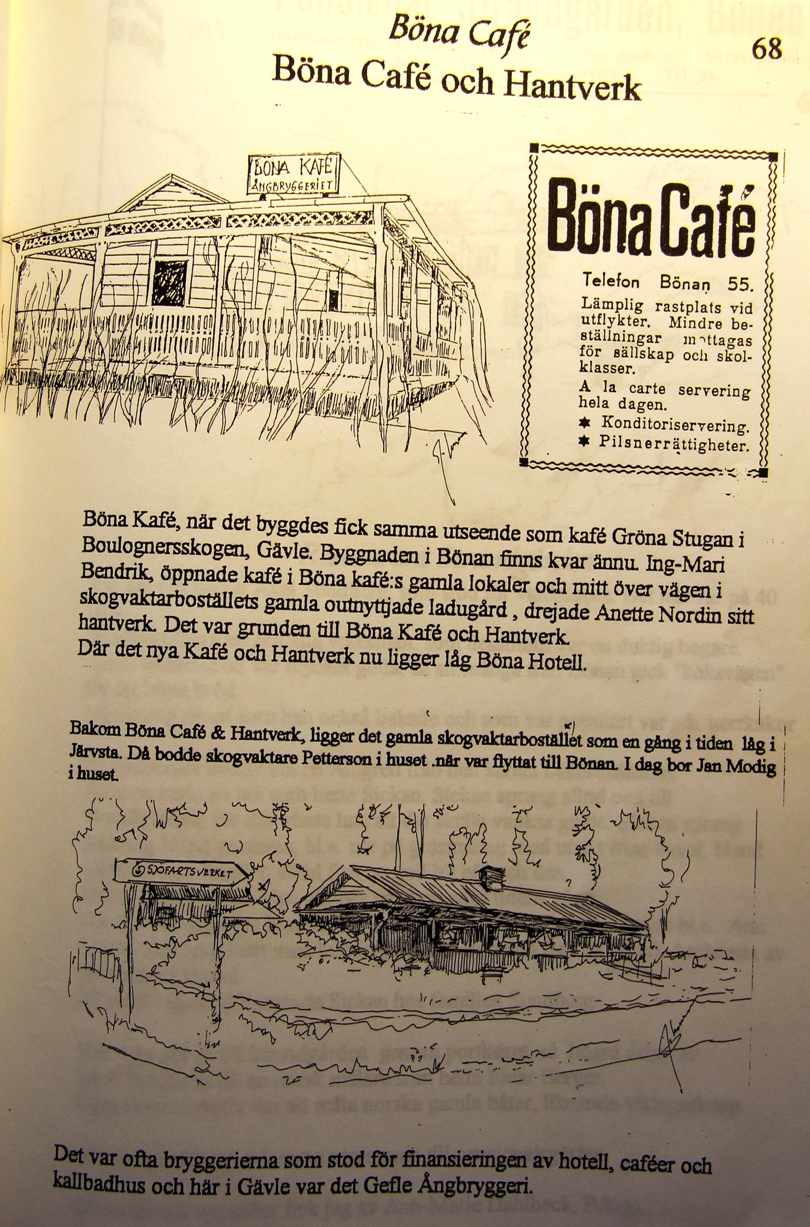 Böna Café
68
Böna Café och Hantverk
BÖNA KAFÉ
ÅNGBRYGGERIET
Böna Café
Telefon Bönan 55.
Lämplig rastplats vid
utflykter. Mindre be-
ställningar mottagas
för sällskap och skol-
klasser.
A la carte servering
hela dagen.
✱ Konditoriservering.
✱ Pilsnerrättigheter.
Böna Kafé, när det byggdes fick samma utseende som kafé Gröna Stugan i
Boulognersskogen, Gävle. Byggnaden i Bönan finns kvar ännu. Ing-Mari
Bendrik, öppnade kafé i Böna kafé:s gamla lokaler och mitt över vägen i
skogvaktarboställets gamla outnyttjade ladugård , drejade Anette Nordin sitt
hantverk. Det var grunden till Böna Kafé och Hantverk.
Där det nya Kafé och Hantverk nu ligger låg Böna Hotell.
Bakom Böna Café & Hantverk, ligger det gamla skogvaktarbostället som en gång i tiden låg i
Järvsta. Då bodde skogvaktare Petterson i huset .när var flyttat till Bönan. I dag bor Jan Modig
i huset.
SJÖFARTSVERKET
Det var ofta bryggerierna som stod för finansieringen av hotell, caféer och
kallbadhus och här i Gävle var det Gefle Ångbryggeri.